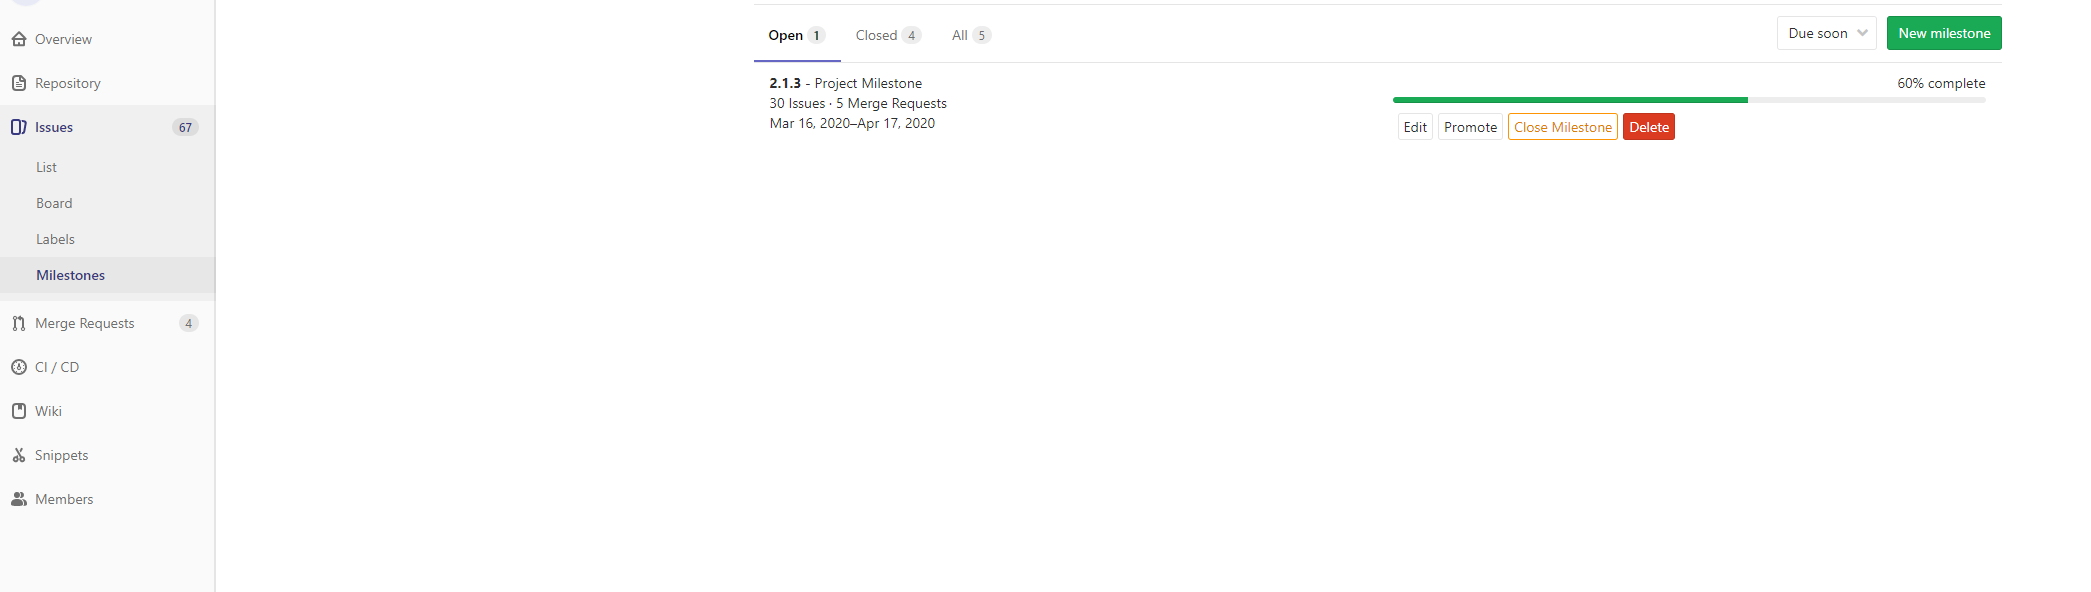 Overview
Repository
Issues 67
List
Board
Labels
Milestones
Merge Requests 4
CI / CD
Wiki
Snippets
Members
Open 1 Closed 4 All 5 Due soon New milestone
2.1.3 - Project Milestone
30 Issues · 5 Merge Requests
Mar 16, 2020–Apr 17, 2020
60% complete
Edit Promote Close Milestone Delete